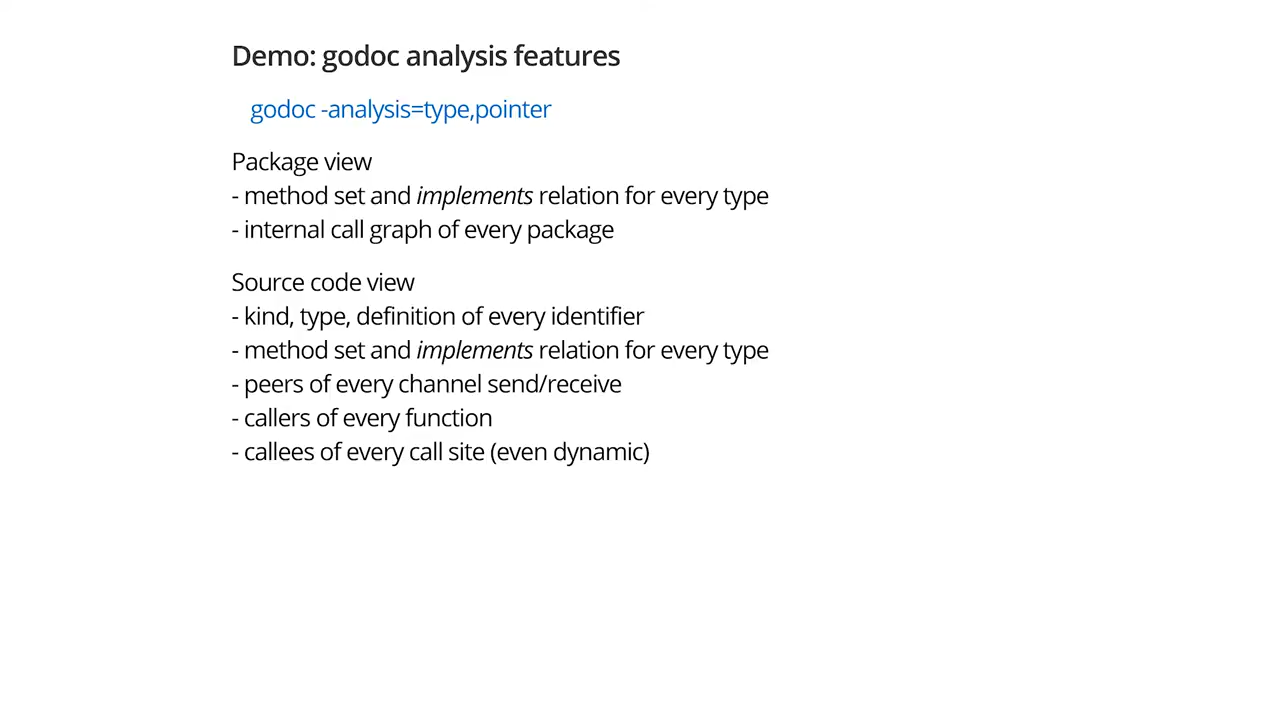 Demo: godoc analysis features
godoc -analysis=type,pointer
Package view
- method set and implements relation for every type
- internal call graph of every package
Source code view
- kind, type, definition of every identifier
- method set and implements relation for every type
- peers of every channel send/receive
- callers of every function
- callees of every call site (even dynamic)